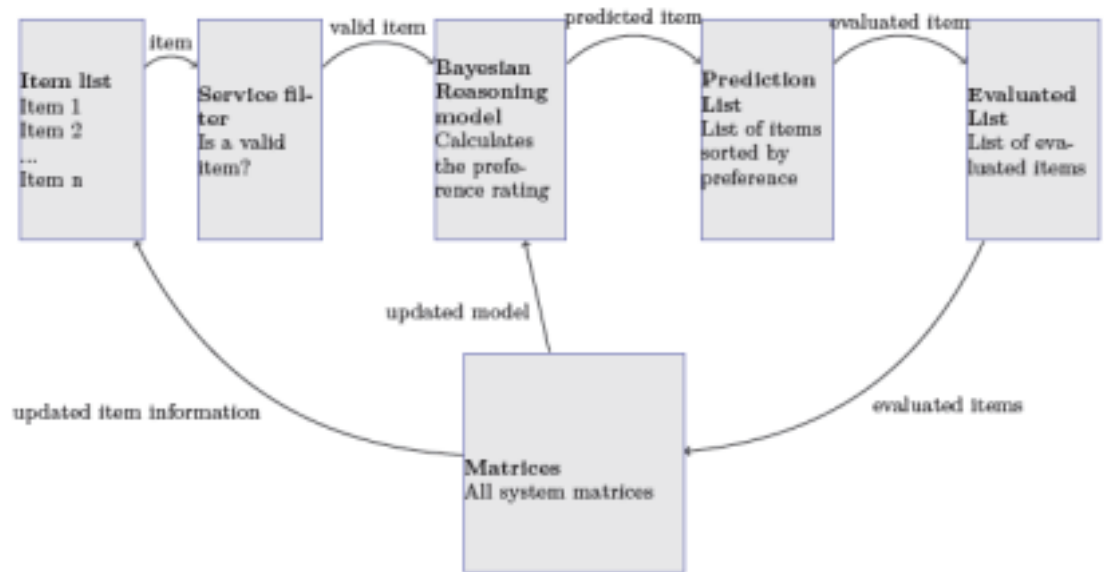 item
valid item
predicted item
evaluated item
Item list
Item 1
Item 2
...
Item n
Service fil-
ter
Is a valid
item?
Bayesian
Reasoning
model
Calculates
the prefe-
rence rating
Prediction
List
List of items
sorted by
preference
Evaluated
List
List of eva-
luated items
updated model
updated item information
evaluated items
Matrices
All system matrices